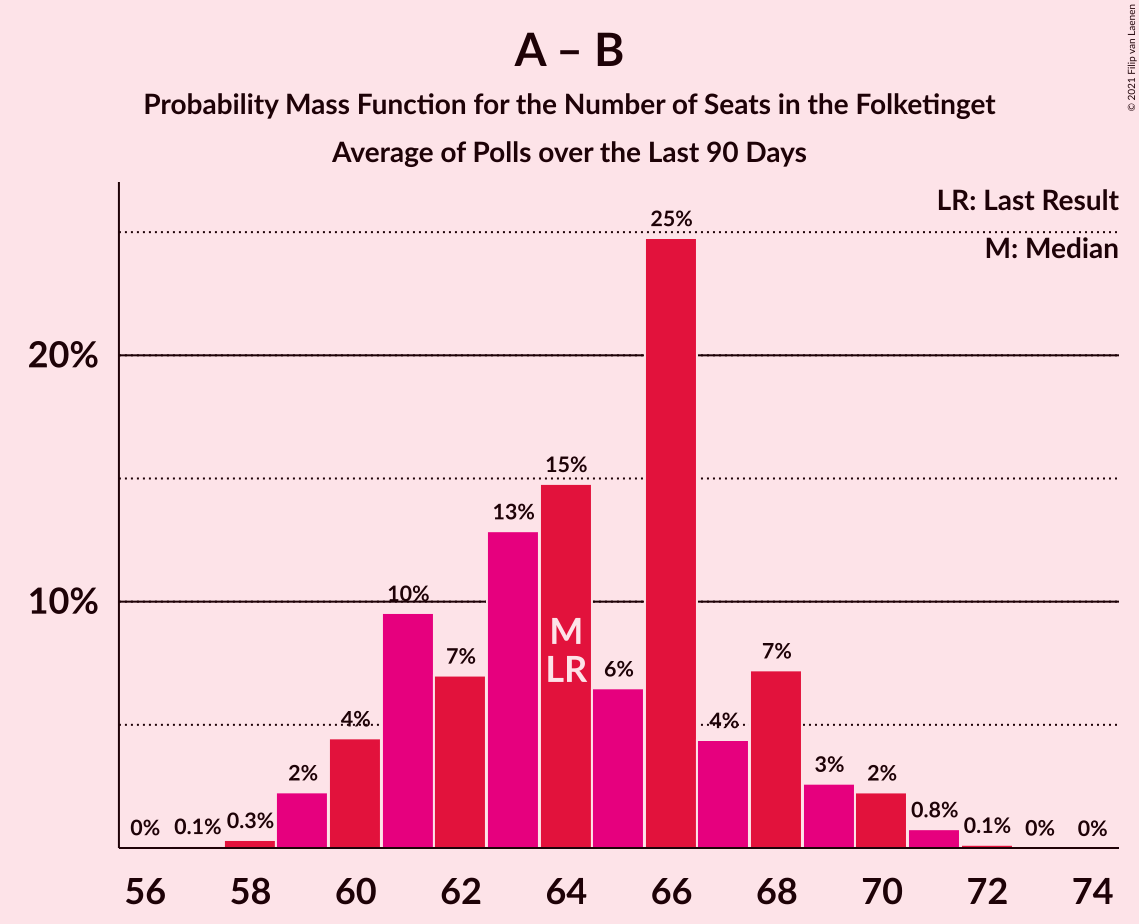 A – B
Probability Mass Function for the Number of Seats in the Folketinget
Average of Polls over the Last 90 Days
© 2021 Filip van Laenen
LR: Last Result
M: Median
20%
10%
0%
0.1%
0.3%
2%
4%
10%
7%
13%
15%
M
LR
6%
25%
4%
7%
3%
2%
0.8%
0.1%
0%
0%
56 58 60 62 64 66 68 70 72 74